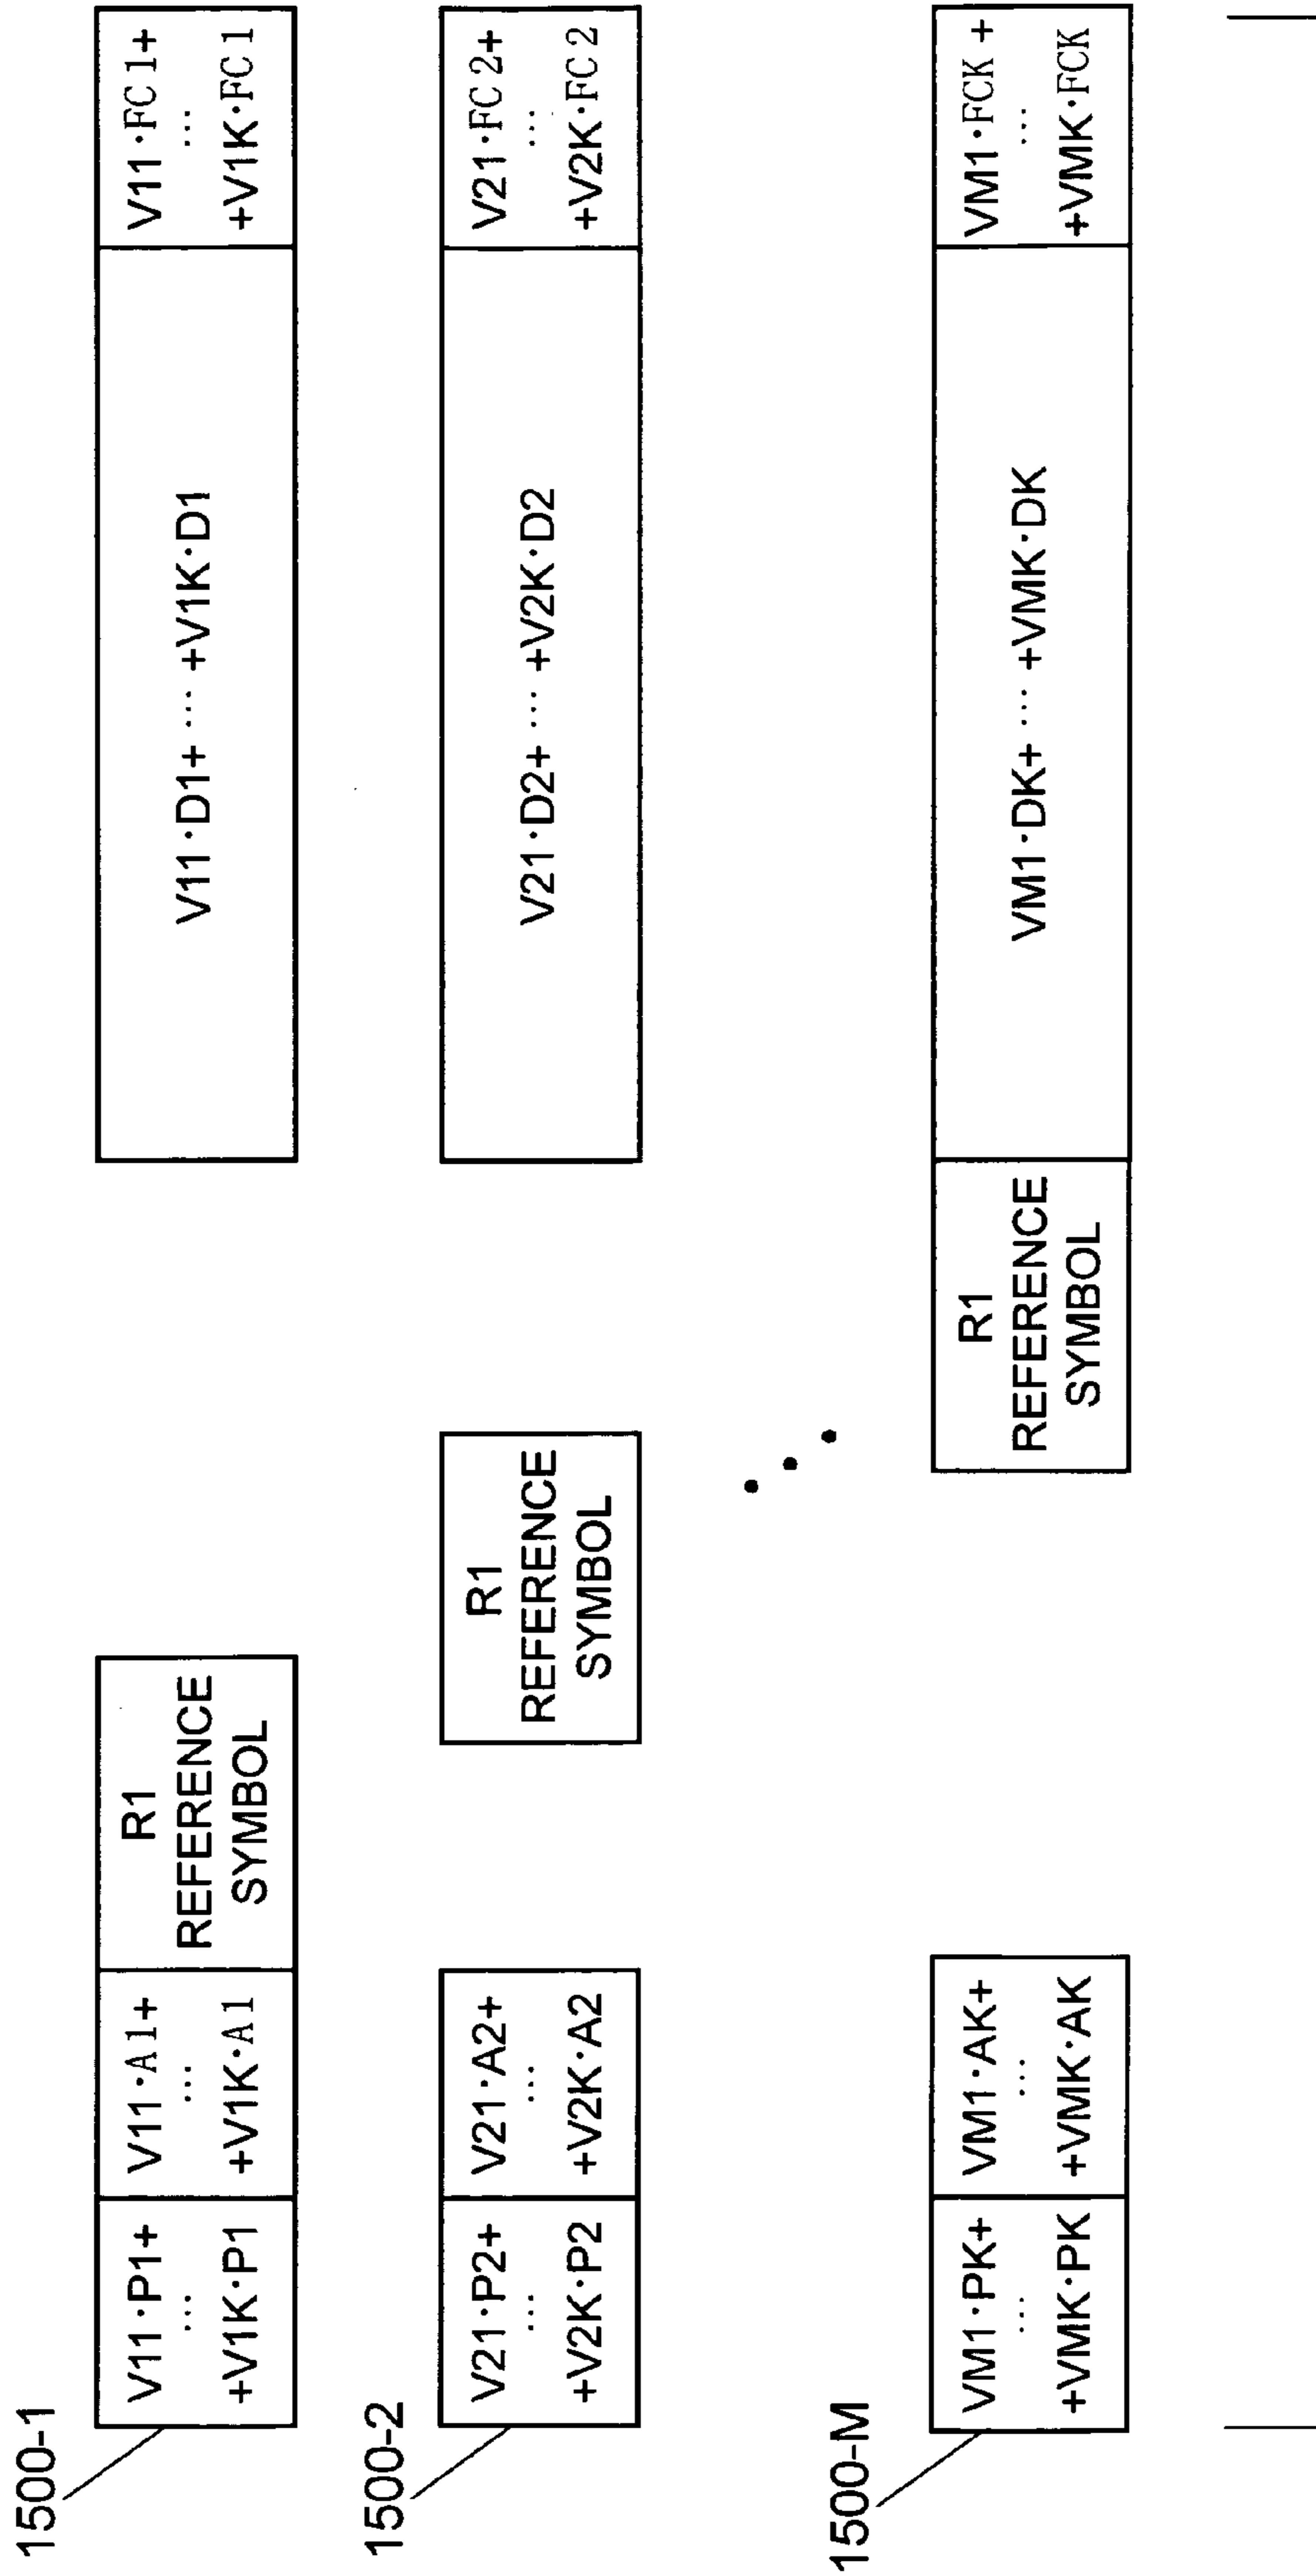 1500-1
V11·P1+
...
+V1K·P1
V11·A1+
...
+V1K·A1
R1
REFERENCE
SYMBOL
V11·D1+ ... +V1K·D1
V11·FC1+
...
+V1K·FC1
1500-2
V21·P2+
...
+V2K·P2
V21·A2+
...
+V2K·A2
R1
REFERENCE
SYMBOL
V21·D2+ ... +V2K·D2
V21·FC2+
...
+V2K·FC2
1500-M
VM1·PK+
...
+VMK·PK
VM1·AK+
...
+VMK·AK
R1
REFERENCE
SYMBOL
VM1·DK+ ... +VMK·DK
VM1·FCK +
...
+VMK·FCK